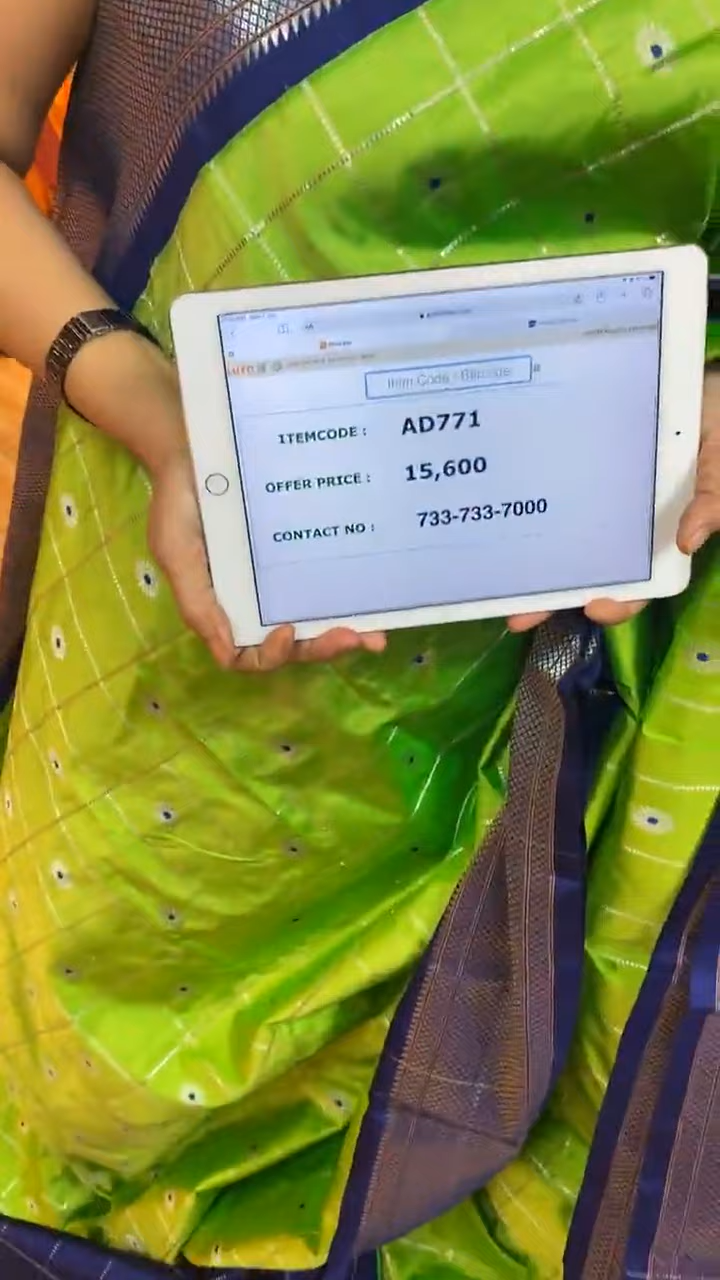 Item Code / Barcode
ITEMCODE : AD771
OFFER PRICE : 15,600
CONTACT NO : 733-733-7000